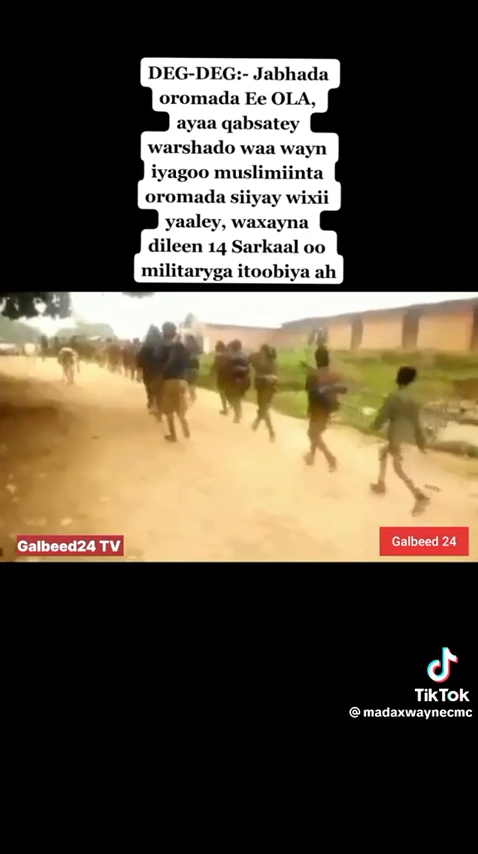 DEG-DEG:- Jabhada
oromada Ee OLA,
ayaa qabsatey
warshado waa wayn
iyagoo muslimiinta
oromada siiyay wixii
yaaley, waxayna
dileen 14 Sarkaal oo
militaryga itoobiya ah
Galbeed24 TV
Galbeed 24
TikTok
@ madaxwaynecmc